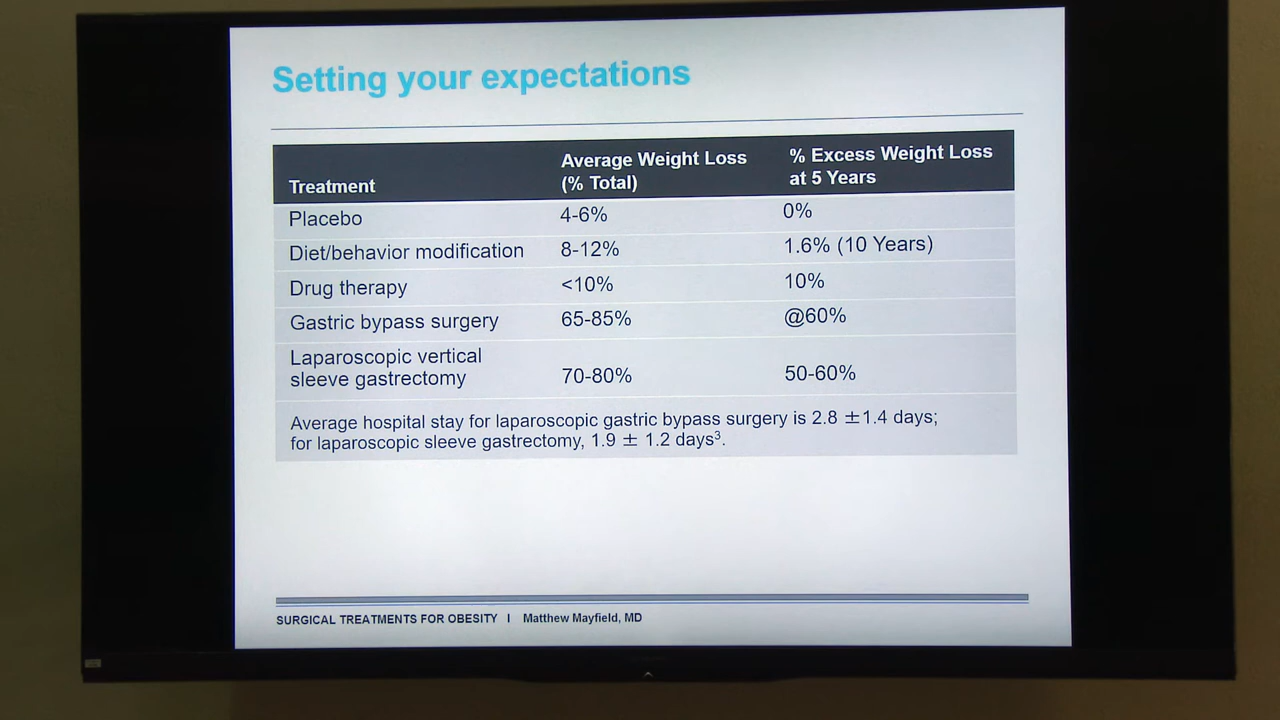 Setting your expectations
Treatment
Average Weight Loss
(% Total)
% Excess Weight Loss
at 5 Years
Placebo 4-6% 0%
Diet/behavior modification 8-12% 1.6% (10 Years)
Drug therapy <10% 10%
Gastric bypass surgery 65-85% @60%
Laparoscopic vertical
sleeve gastrectomy 70-80% 50-60%
Average hospital stay for laparoscopic gastric bypass surgery is 2.8 ±1.4 days;
for laparoscopic sleeve gastrectomy, 1.9 ± 1.2 days³.
SURGICAL TREATMENTS FOR OBESITY I Matthew Mayfield, MD